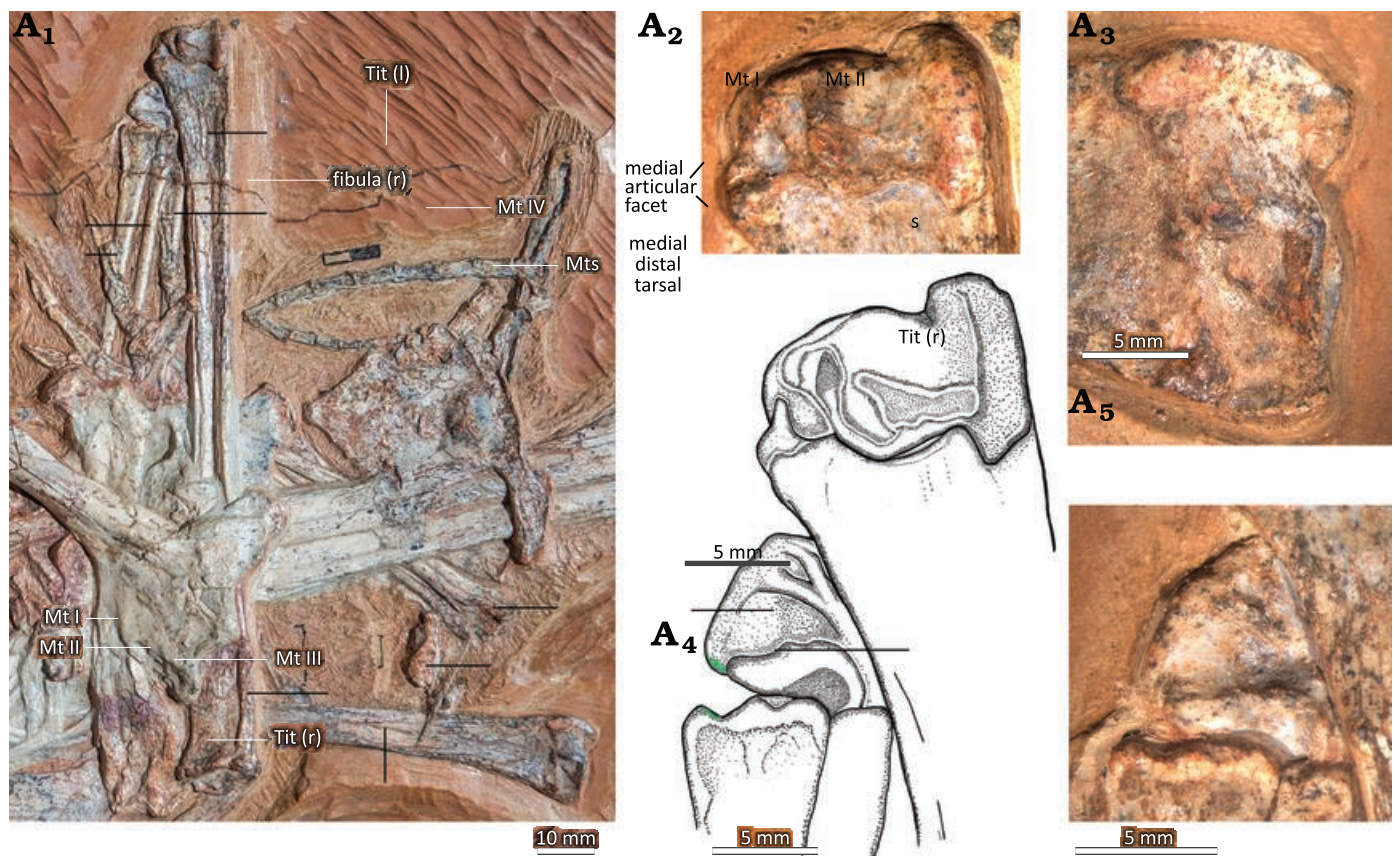 A1
Tit (l)
fibula (r)
Mt IV
Mts
Mt I
Mt II
Mt III
Tit (r)
10 mm
A2
Mt I
Mt II
medial
articular
facet
s
medial
distal
tarsal
Tit (r)
5 mm
A4
5 mm
A3
5 mm
A5
5 mm